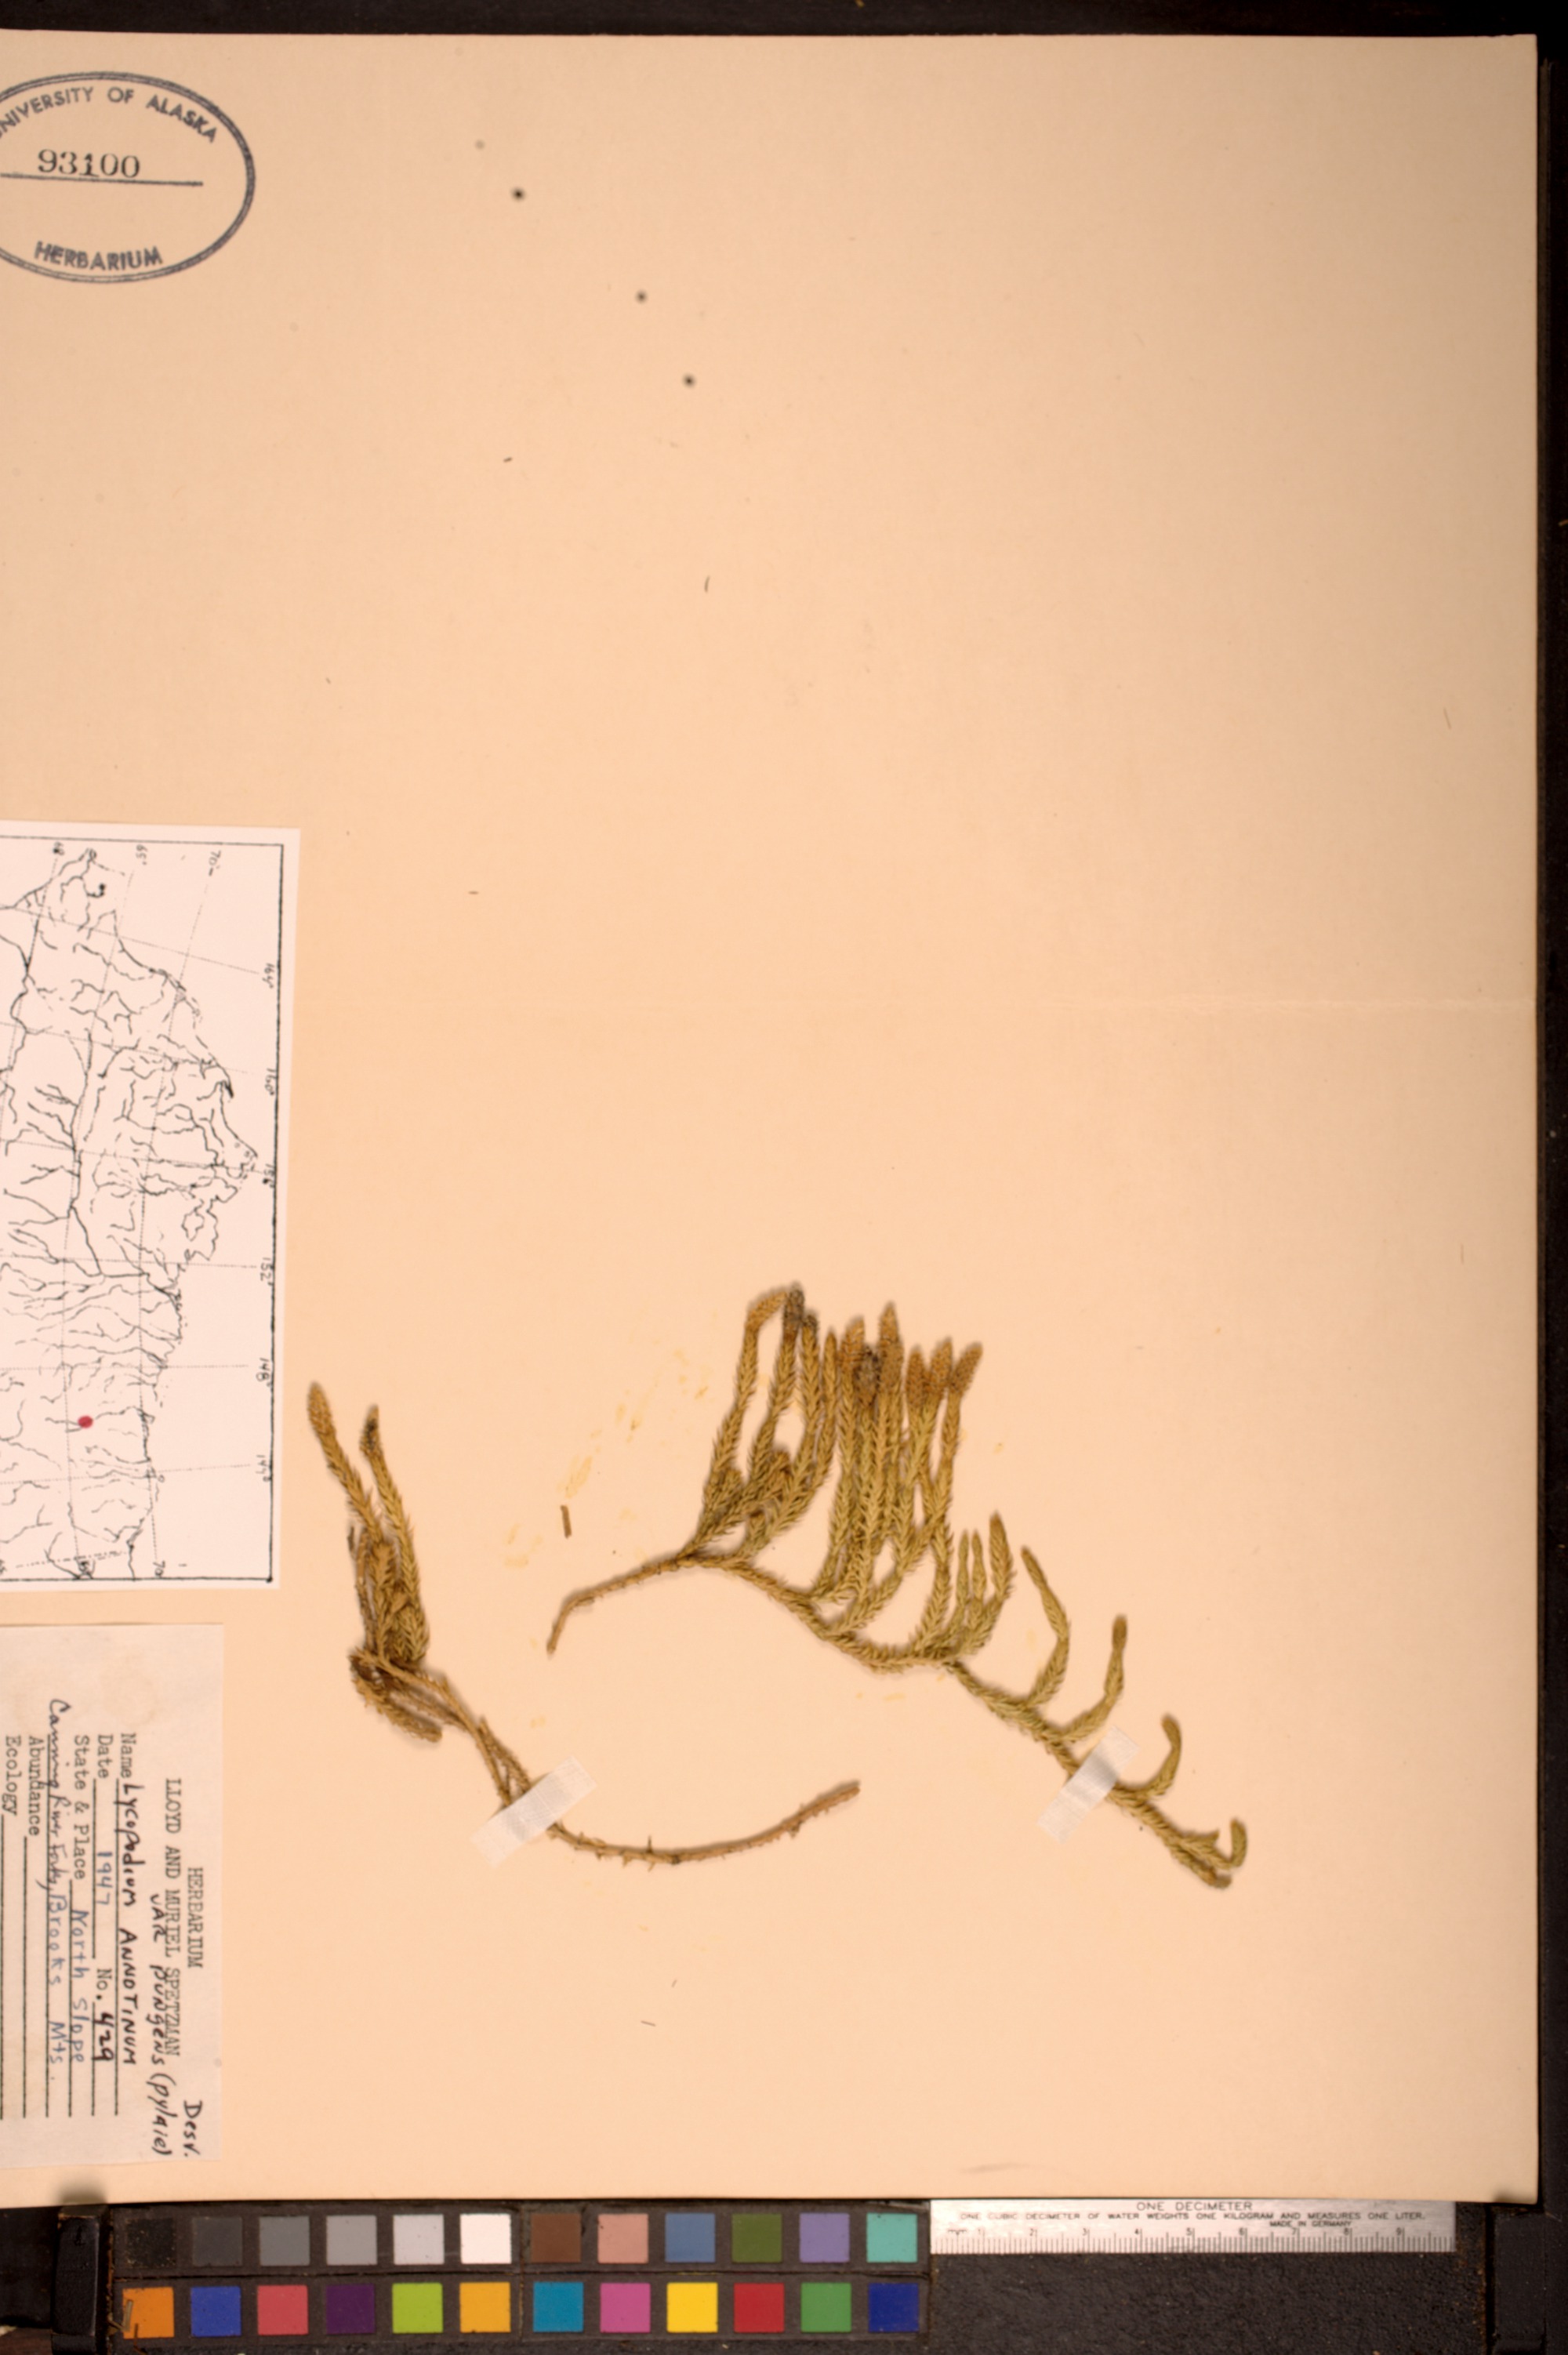 UNIVERSITY OF ALASKA
93100
HERBARIUM
68°
65°
70°
164°
160°
156°
152°
148°
144°
70°
HERBARIUM
LLOYD AND MURIEL SPETZMAN
Desv.
VAR PUNGENS (pylaie)
Name Lycopodium ANNOTINUM
Date 1947 No. 429
State & Place North Slope
Canning River Forks, Brooks Mts.
Abundance
Ecology
ONE DECIMETER
ONE CUBIC DECIMETER OF WATER WEIGHTS ONE KILOGRAM AND MEASURES ONE LITER.
MADE IN GERMANY
1 2 3 4 5 6 7 8 9